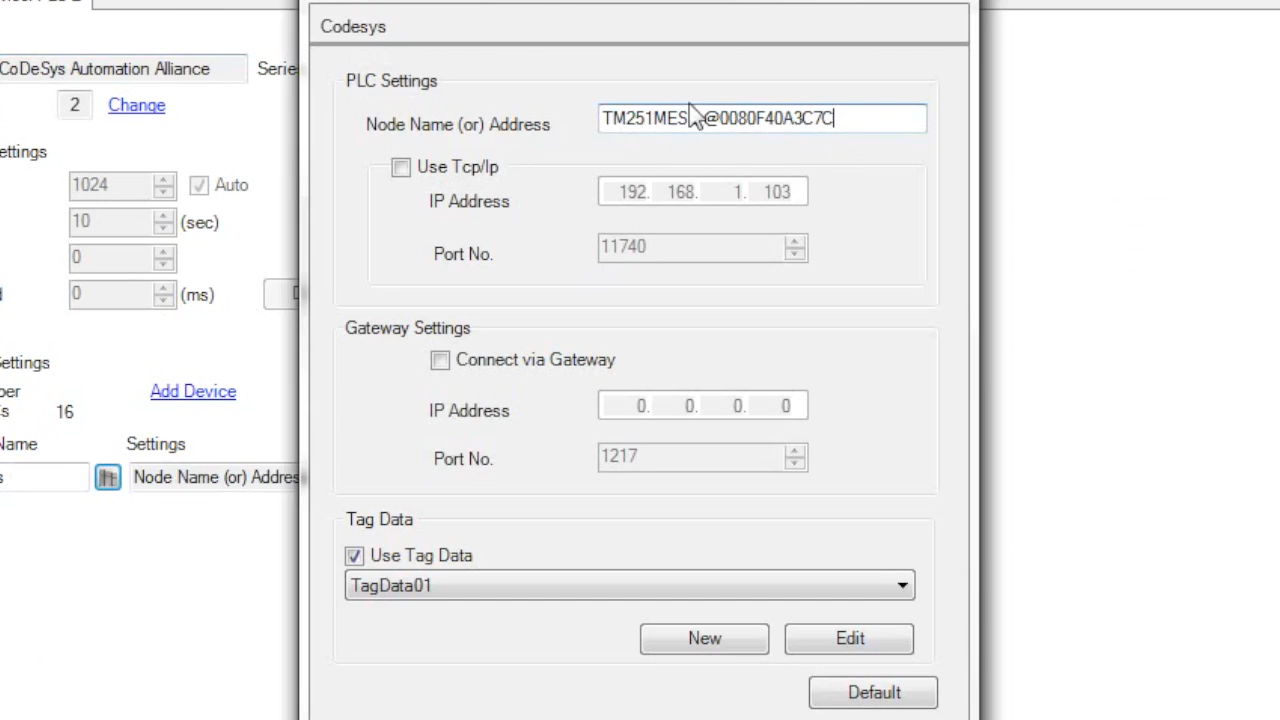 Codesys
CoDeSys Automation Alliance Serie
2 Change
PLC Settings
Node Name (or) Address TM251MES @0080F40A3C7C
ettings
1024 Auto
Use Tcp/Ip
IP Address 192. 168. 1. 103
10 (sec)
Port No. 11740
0
0 (ms)
Gateway Settings
Connect via Gateway
ettings
Add Device
16
IP Address 0. 0. 0. 0
Name Settings
Port No. 1217
s Node Name (or) Addres
Tag Data
Use Tag Data
TagData01
New Edit
Default